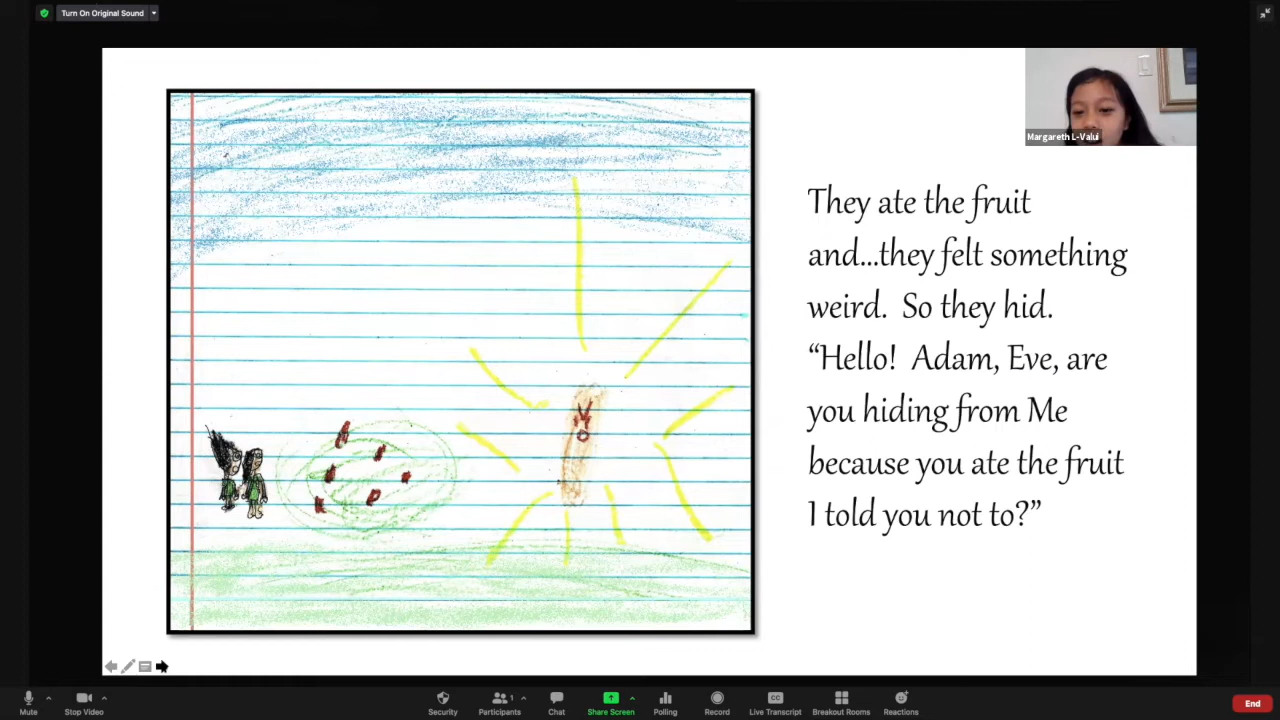 Turn On Original Sound
Margareth L-Valui
They ate the fruit
and...they felt something
weird. So they hid.
“Hello! Adam, Eve, are
you hiding from Me
because you ate the fruit
I told you not to?”
Mute
Stop Video
Security
Participants
1
Chat
Share Screen
Polling
Record
CC
Live Transcript
Breakout Rooms
Reactions
End